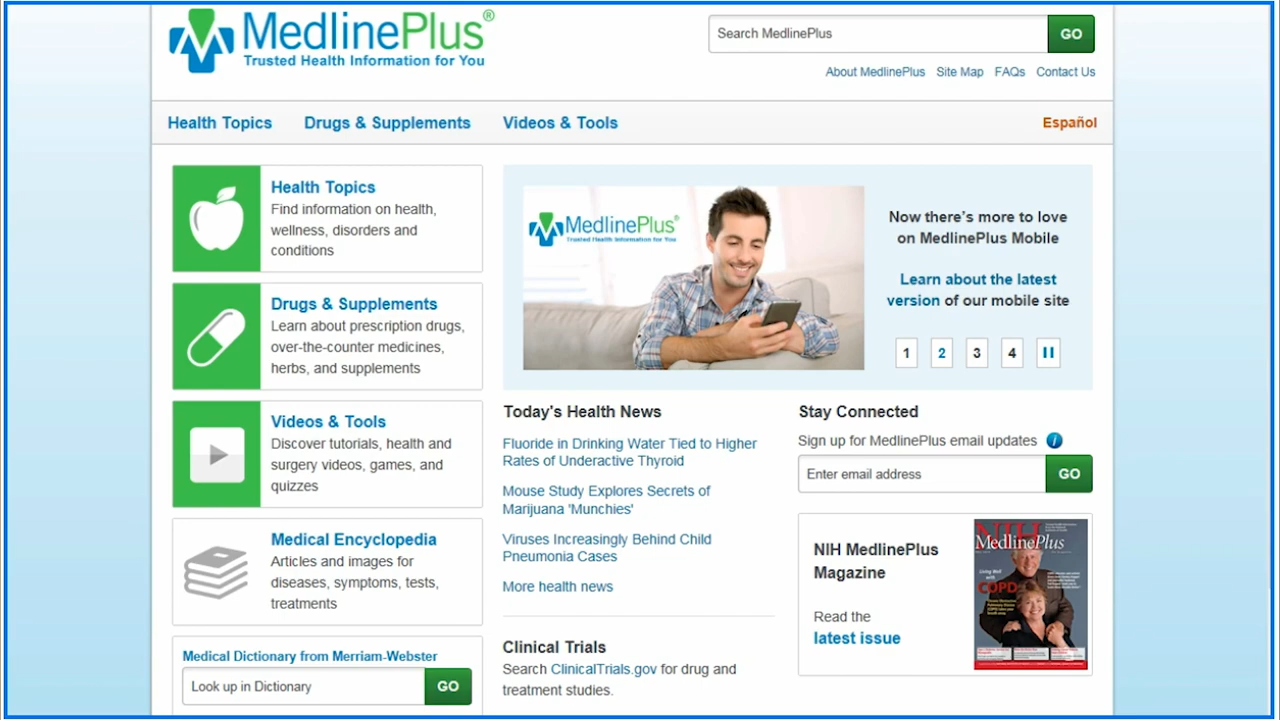 MedlinePlus®
Trusted Health Information for You
Search MedlinePlus
GO
About MedlinePlus Site Map FAQs Contact Us
Health Topics Drugs & Supplements Videos & Tools Español
Health Topics
Find information on health,
wellness, disorders and
conditions
Drugs & Supplements
Learn about prescription drugs,
over-the-counter medicines,
herbs, and supplements
Videos & Tools
Discover tutorials, health and
surgery videos, games, and
quizzes
Medical Encyclopedia
Articles and images for
diseases, symptoms, tests,
treatments
Medical Dictionary from Merriam-Webster
Look up in Dictionary
GO
MedlinePlus®
Trusted Health Information for You
Now there's more to love
on MedlinePlus Mobile
Learn about the latest
version of our mobile site
1 2 3 4
Today's Health News
Fluoride in Drinking Water Tied to Higher
Rates of Underactive Thyroid
Mouse Study Explores Secrets of
Marijuana 'Munchies'
Viruses Increasingly Behind Child
Pneumonia Cases
More health news
Clinical Trials
Search ClinicalTrials.gov for drug and
treatment studies.
Stay Connected
Sign up for MedlinePlus email updates i
Enter email address
GO
NIH MedlinePlus
Magazine
Read the
latest issue
NIH
MedlinePlus
Living Well
with
COPD